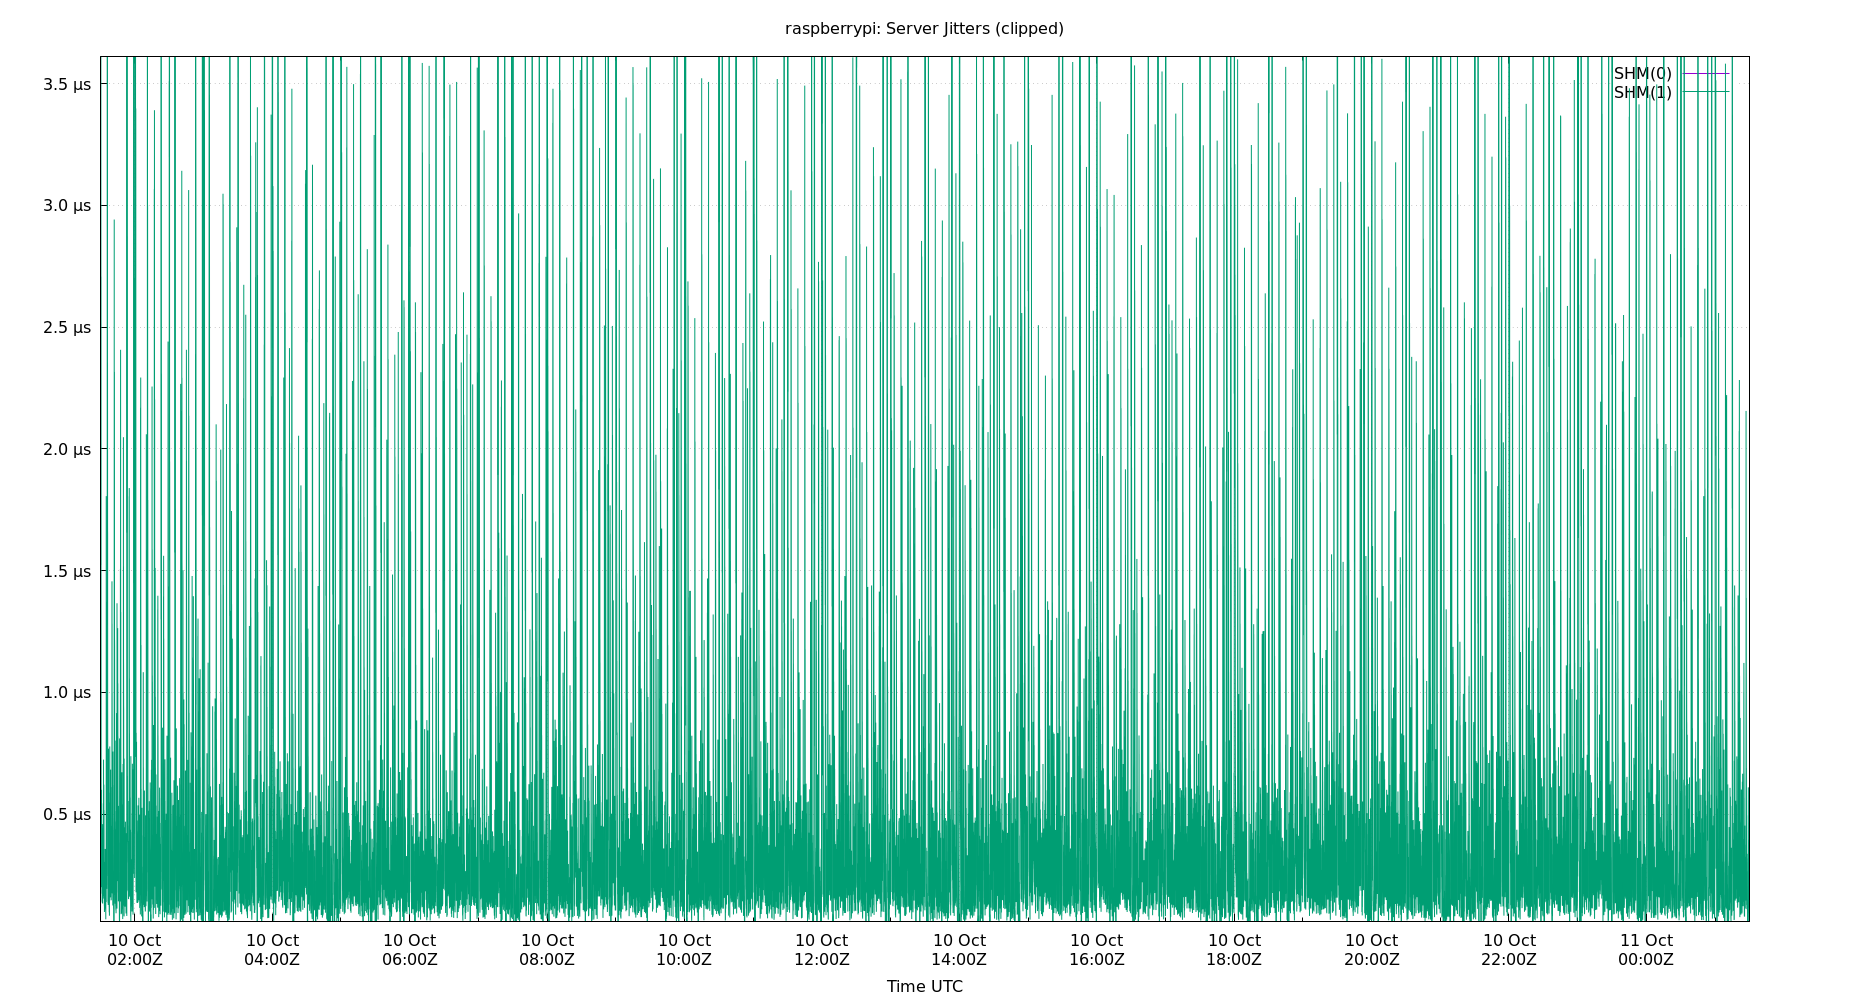 raspberrypi: Server Jitters (clipped)
SHM(0)
SHM(1)
3.5 µs
3.0 µs
2.5 µs
2.0 µs
1.5 µs
1.0 µs
0.5 µs
10 Oct 10 Oct 10 Oct 10 Oct 10 Oct 10 Oct 10 Oct 10 Oct 10 Oct 10 Oct 10 Oct 11 Oct
02:00Z 04:00Z 06:00Z 08:00Z 10:00Z 12:00Z 14:00Z 16:00Z 18:00Z 20:00Z 22:00Z 00:00Z
Time UTC